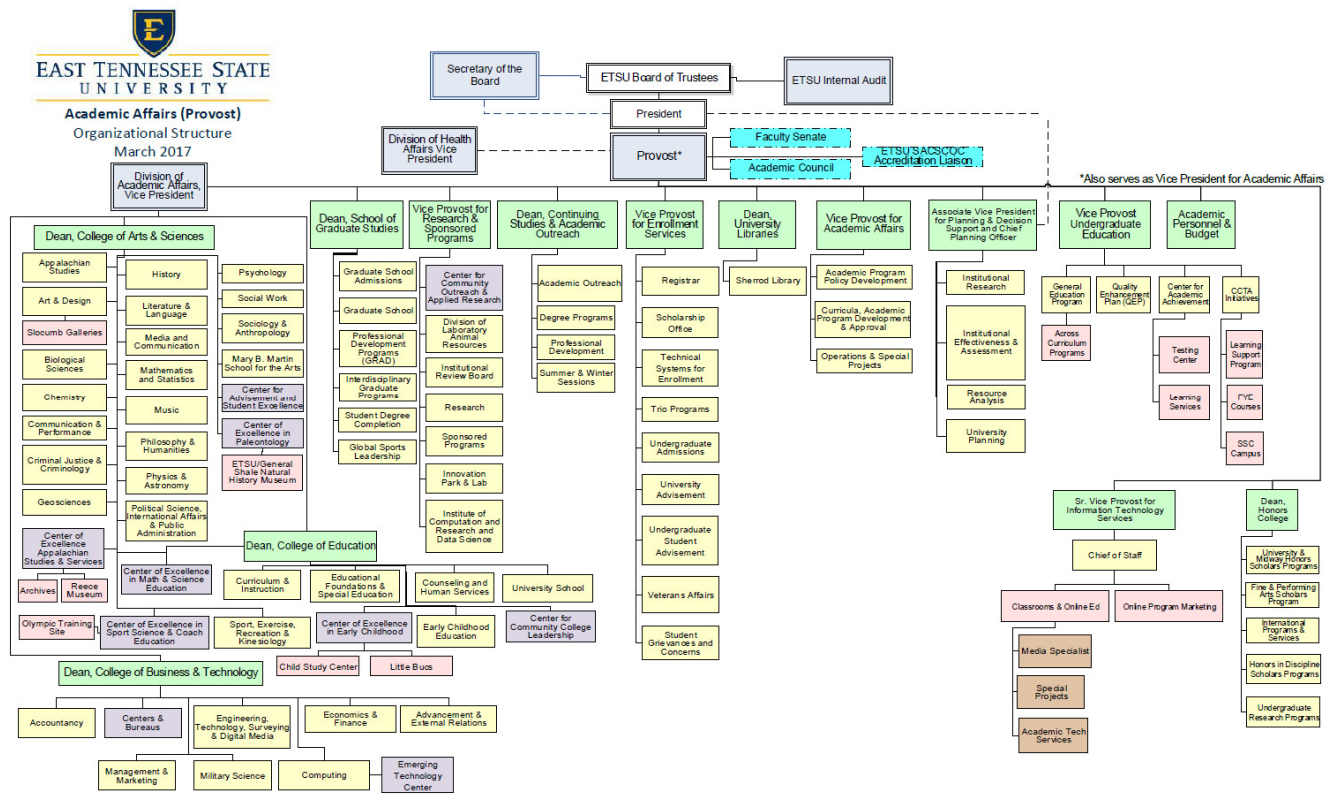 E
EAST TENNESSEE STATE
UNIVERSITY
Academic Affairs (Provost)
Organizational Structure
March 2017
Secretary of the
Board
ETSU Board of Trustees
ETSU Internal Audit
President
Division of Health
Affairs Vice
President
Provost*
Faculty Senate
ETSU SACSCOC
Accreditation Liaison
Academic Council
*Also serves as Vice President for Academic Affairs
Division of
Academic Affairs,
Vice President
Dean, College of Arts & Sciences
Appalachian
Studies
Art & Design
Slocumb Galleries
Biological
Sciences
Chemistry
Communication &
Performance
Criminal Justice &
Criminology
Geosciences
Center of
Excellence
Appalachian
Studies & Services
Archives
Reece
Museum
History
Literature &
Language
Media and
Communication
Mathematics
and Statistics
Music
Philosophy &
Humanities
Physics &
Astronomy
Political Science,
International Affairs
& Public
Administration
Psychology
Social Work
Sociology &
Anthropology
Mary B. Martin
School for the Arts
Center for
Advisement and
Student Excellence
Center of
Excellence in
Paleontology
ETSU/General
Shale Natural
History Museum
Dean, School of
Graduate Studies
Graduate School
Admissions
Graduate School
Professional
Development
Programs
(GRAD)
Interdisciplinary
Graduate
Programs
Student Degree
Completion
Global Sports
Leadership
Vice Provost for
Research &
Sponsored
Programs
Center for
Community
Outreach &
Applied Research
Division of
Laboratory
Animal
Resources
Institutional
Review Board
Research
Sponsored
Programs
Innovation
Park & Lab
Institute of
Computation and
Research and
Data Science
Dean, Continuing
Studies & Academic
Outreach
Academic Outreach
Degree Programs
Professional
Development
Summer & Winter
Sessions
Vice Provost
for Enrollment
Services
Registrar
Scholarship
Office
Technical
Systems for
Enrollment
Trio Programs
Undergraduate
Admissions
University
Advisement
Undergraduate
Student
Advisement
Veterans Affairs
Student
Grievances and
Concerns
Dean,
University
Libraries
Sherrod Library
Vice Provost for
Academic Affairs
Academic Program
Policy Development
Curricula, Academic
Program Development
& Approval
Operations & Special
Projects
Associate Vice President
for Planning & Decision
Support and Chief
Planning Officer
Institutional
Research
Institutional
Effectiveness &
Assessment
Resource
Analysis
University
Planning
Vice Provost
Undergraduate
Education
General
Education
Program
Across
Curriculum
Programs
Quality
Enhancement
Plan (QEP)
Center for
Academic
Achievement
Testing
Center
Learning
Services
CCTA
Initiatives
Learning
Support
Program
FYE
Courses
SSC
Campus
Academic
Personnel &
Budget
Sr. Vice Provost for
Information Technology
Services
Chief of Staff
Classrooms & Online Ed
Online Program Marketing
Media Specialist
Special
Projects
Academic Tech
Services
Dean,
Honors
College
University &
Midway Honors
Scholars Programs
Fine & Performing
Arts Scholars
Program
International
Programs &
Services
Honors in Discipline
Scholars Programs
Undergraduate
Research Programs
Dean, College of Education
Center of Excellence
in Math & Science
Education
Curriculum &
Instruction
Educational
Foundations &
Special Education
Counseling and
Human Services
University School
Olympic Training
Site
Center of Excellence in
Sport Science & Coach
Education
Sport, Exercise,
Recreation &
Kinesiology
Center of Excellence
in Early Childhood
Early Childhood
Education
Center for
Community College
Leadership
Child Study Center
Little Bucs
Dean, College of Business & Technology
Accountancy
Centers &
Bureaus
Engineering,
Technology, Surveying
& Digital Media
Economics &
Finance
Advancement &
External Relations
Management &
Marketing
Military Science
Computing
Emerging
Technology
Center